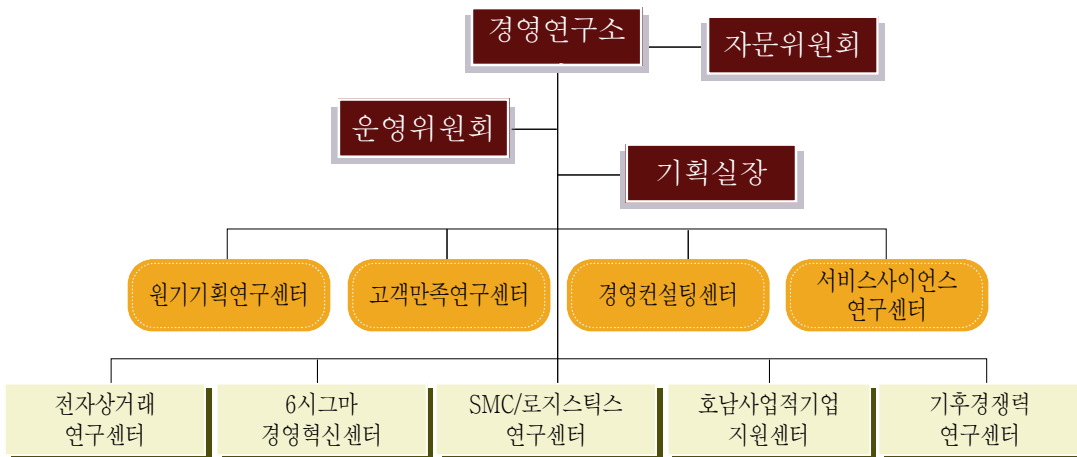 경영연구소
자문위원회
운영위원회
기획실장
원기기획연구센터
고객만족연구센터
경영컨설팅센터
서비스사이언스
연구센터
전자상거래
연구센터
6시그마
경영혁신센터
SMC/로지스틱스
연구센터
호남사업적기업
지원센터
기후경쟁력
연구센터